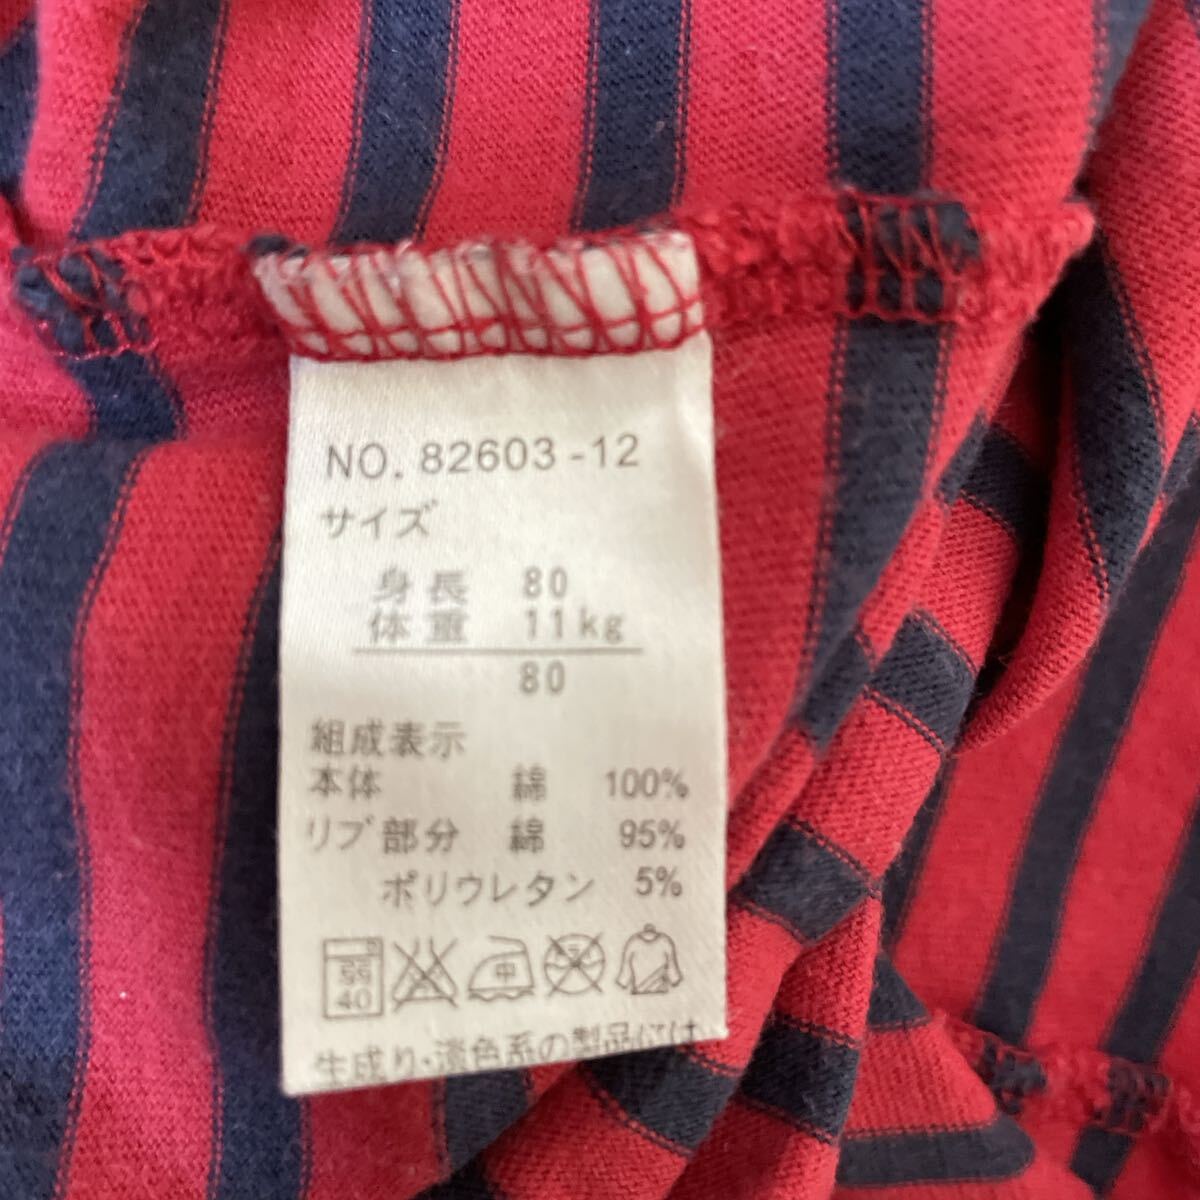 NO. 82603-12
サイズ
身長 80
体重 11kg
80
組成表示
本体 綿 100%
リブ部分 綿 95%
ポリウレタン 5%
40 中
生成り・淡色系の製品には